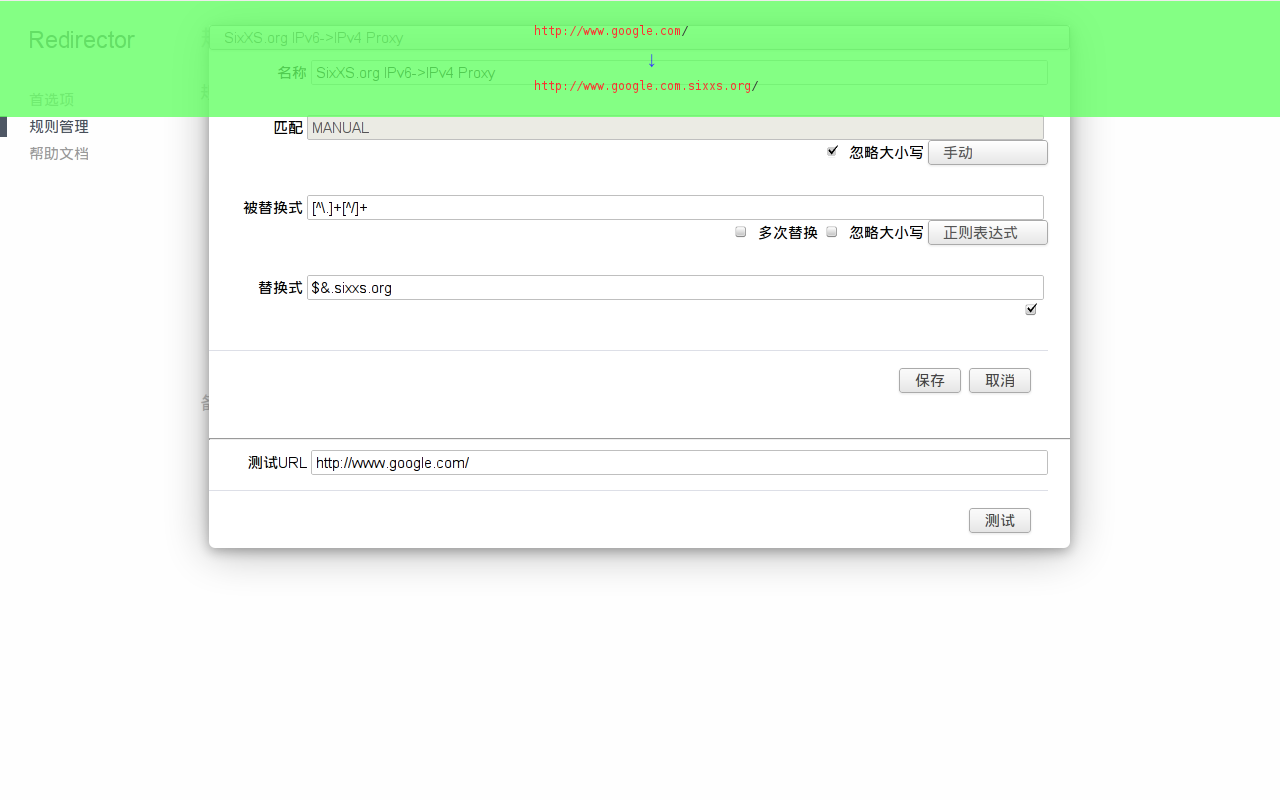 http://www.google.com/
↓
http://www.google.com.sixxs.org/
Redirector
SixXS.org IPv6->IPv4 Proxy
名称 SixXS.org IPv6->IPv4 Proxy
首选项
规则管理
帮助文档
匹配 MANUAL
忽略大小写 手动
被替换式 [^\.]+[^/]+
多次替换 忽略大小写 正则表达式
替换式 $&.sixxs.org
保存 取消
测试URL http://www.google.com/
测试